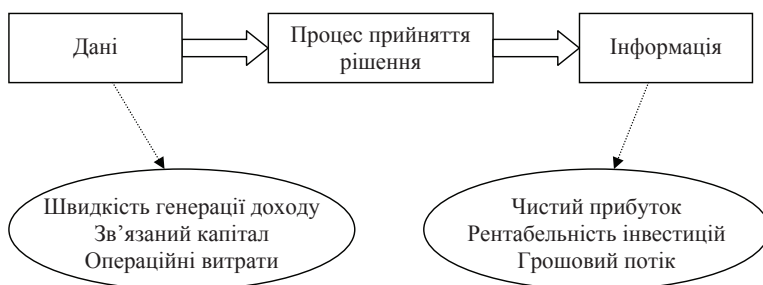 Дані
Процес прийняття
рішення
Інформація
Швидкість генерації доходу
Зв’язаний капітал
Операційні витрати
Чистий прибуток
Рентабельність інвестицій
Грошовий потік